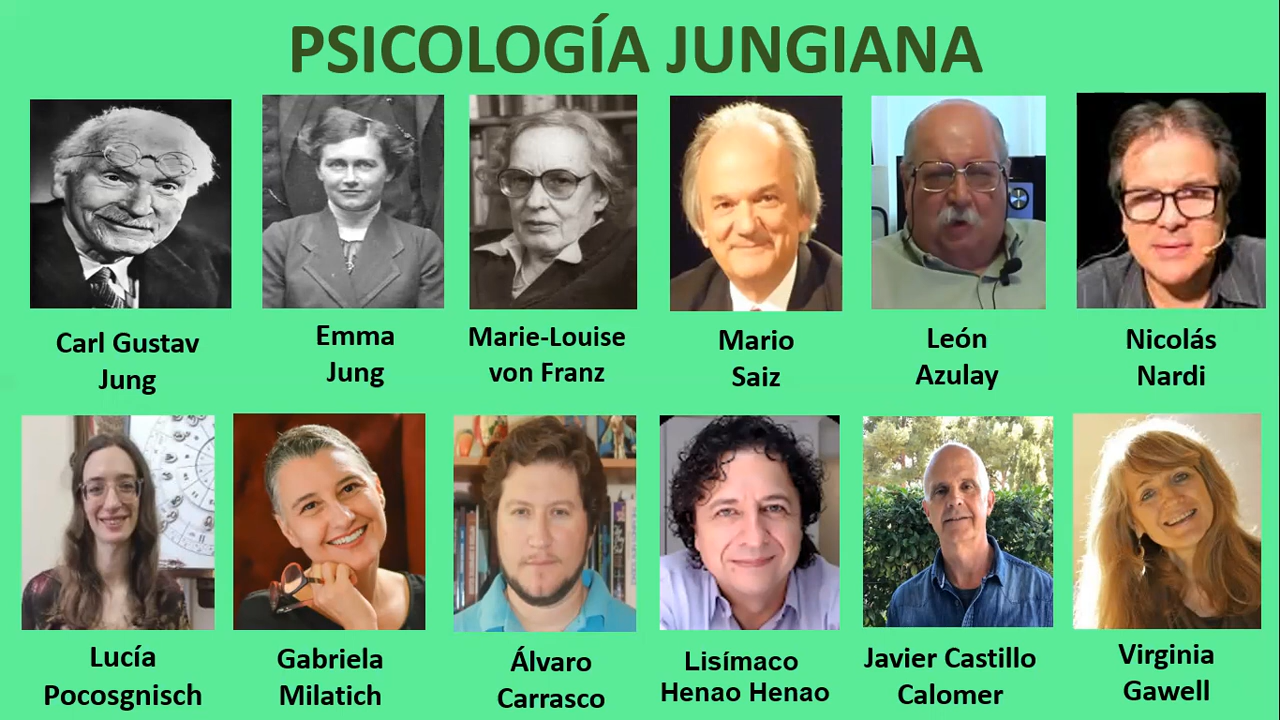 PSICOLOGÍA JUNGIANA
Carl Gustav
Jung
Emma
Jung
Marie-Louise
von Franz
Mario
Saiz
León
Azulay
Nicolás
Nardi
Lucía
Pocosgnisch
Gabriela
Milatich
Álvaro
Carrasco
Lisímaco
Henao Henao
Javier Castillo
Calomer
Virginia
Gawell